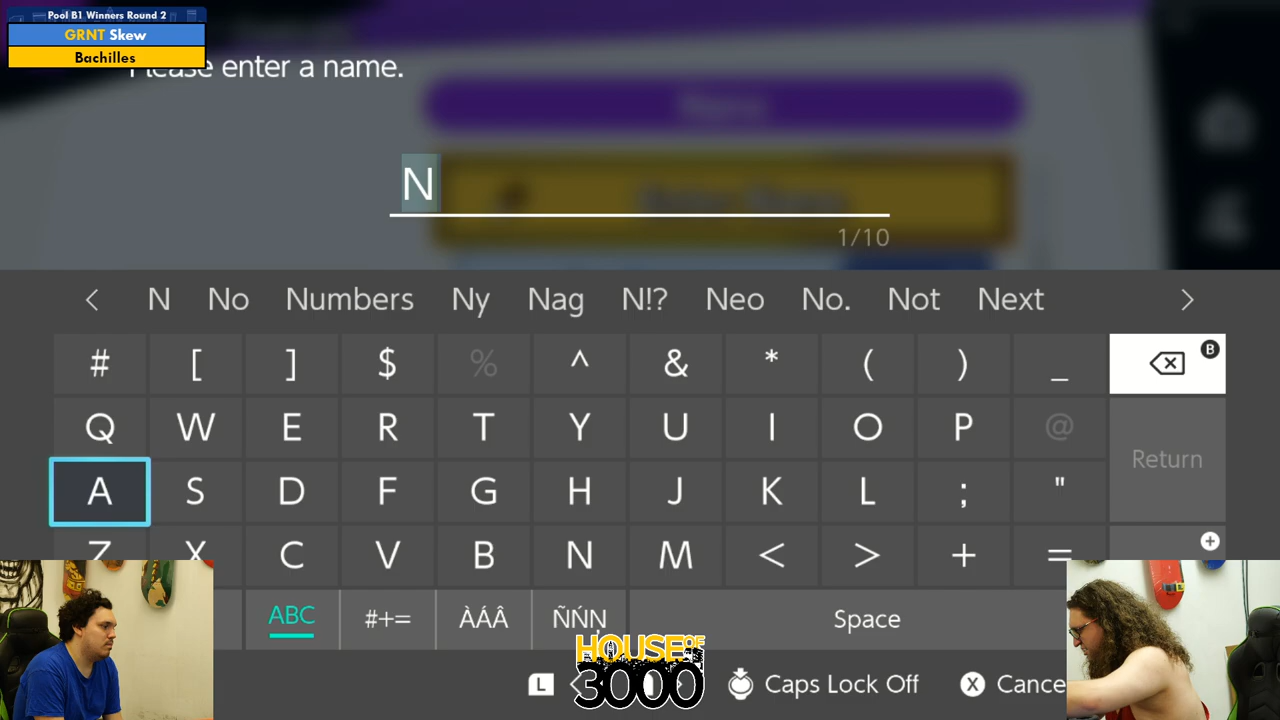 Pool B1 Winners Round 2
GRNT Skew
Bachilles
Please enter a name.
N
1/10
N No Numbers Ny Nag N!? Neo No. Not Next
# [ ] $ % ^ & * ( ) _ B
Q W E R T Y U I O P @
Return
A S D F G H J K L ; "
Z X C V B N M < > + = +
ABC #+= ÀÁÂ ÑŃŅ Space
HOUSE OF
3000
L Caps Lock Off X Cance